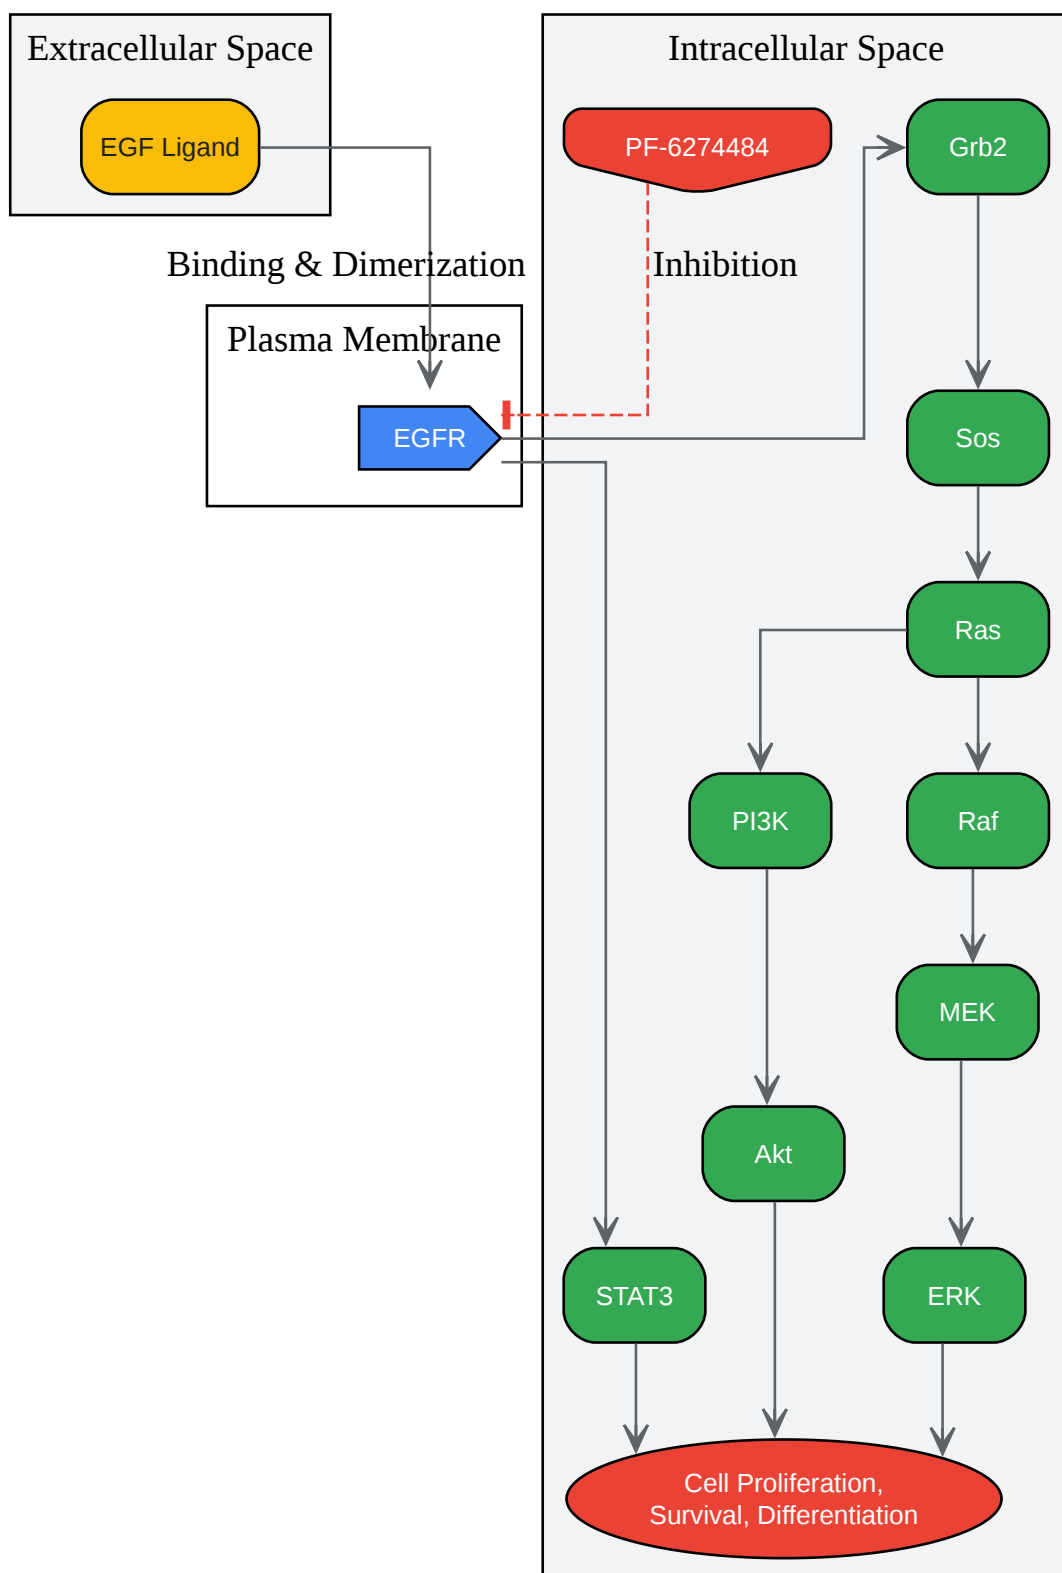 Extracellular Space
EGF Ligand
Intracellular Space
PF-6274484
Grb2
Binding & Dimerization
Inhibition
Plasma Membrane
EGFR
Sos
Ras
PI3K
Raf
MEK
Akt
STAT3
ERK
Cell Proliferation,
Survival, Differentiation